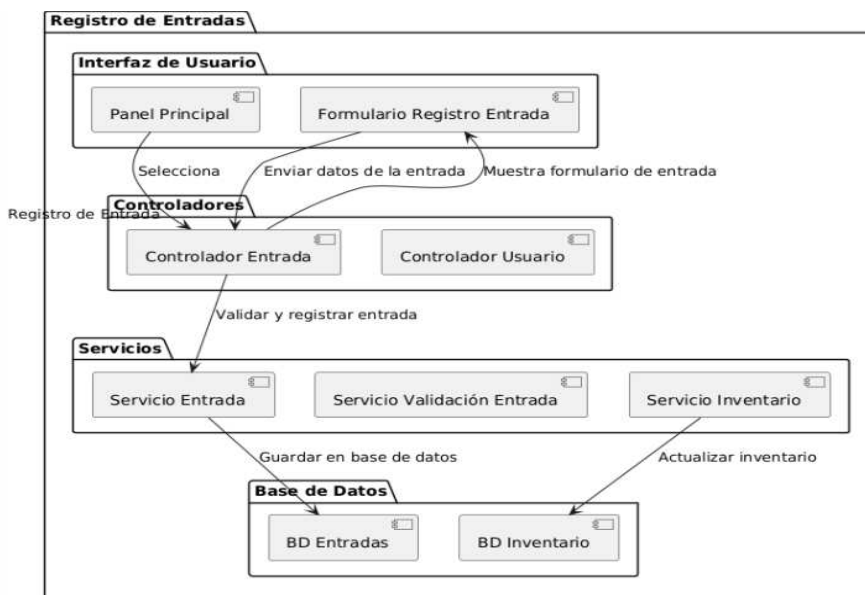 Registro de Entradas
Interfaz de Usuario
Panel Principal
Formulario Registro Entrada
Selecciona
Enviar datos de la entrada
Muestra formulario de entrada
Registro de Entrada
Controladores
Controlador Entrada
Controlador Usuario
Validar y registrar entrada
Servicios
Servicio Entrada
Servicio Validación Entrada
Servicio Inventario
Guardar en base de datos
Actualizar inventario
Base de Datos
BD Entradas
BD Inventario